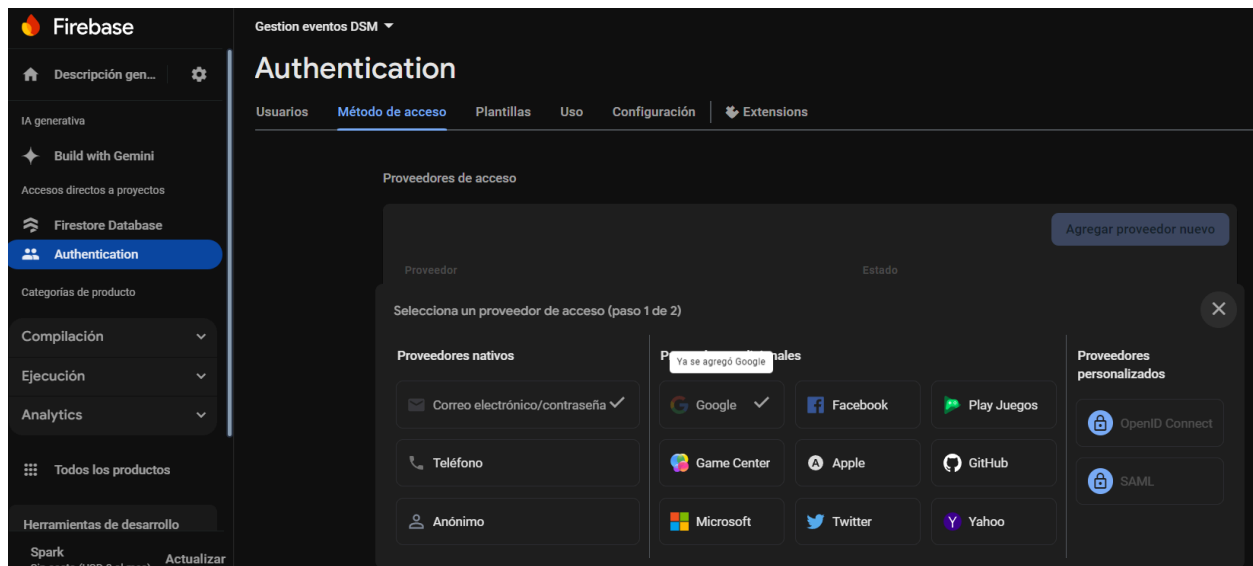 Firebase
Gestion eventos DSM
Descripción gen...
Authentication
Usuarios Método de acceso Plantillas Uso Configuración Extensions
IA generativa
Build with Gemini
Accesos directos a proyectos
Firestore Database
Authentication
Categorías de producto
Compilación
Ejecución
Analytics
Todos los productos
Herramientas de desarrollo
Spark
Actualizar
Proveedores de acceso
Agregar proveedor nuevo
Proveedor Estado
Selecciona un proveedor de acceso (paso 1 de 2)
Proveedores nativos
Correo electrónico/contraseña
Teléfono
Anónimo
Ya se agregó Google
Google Facebook Play Juegos
Game Center Apple GitHub
Microsoft Twitter Yahoo
Proveedores
personalizados
OpenID Connect
SAML